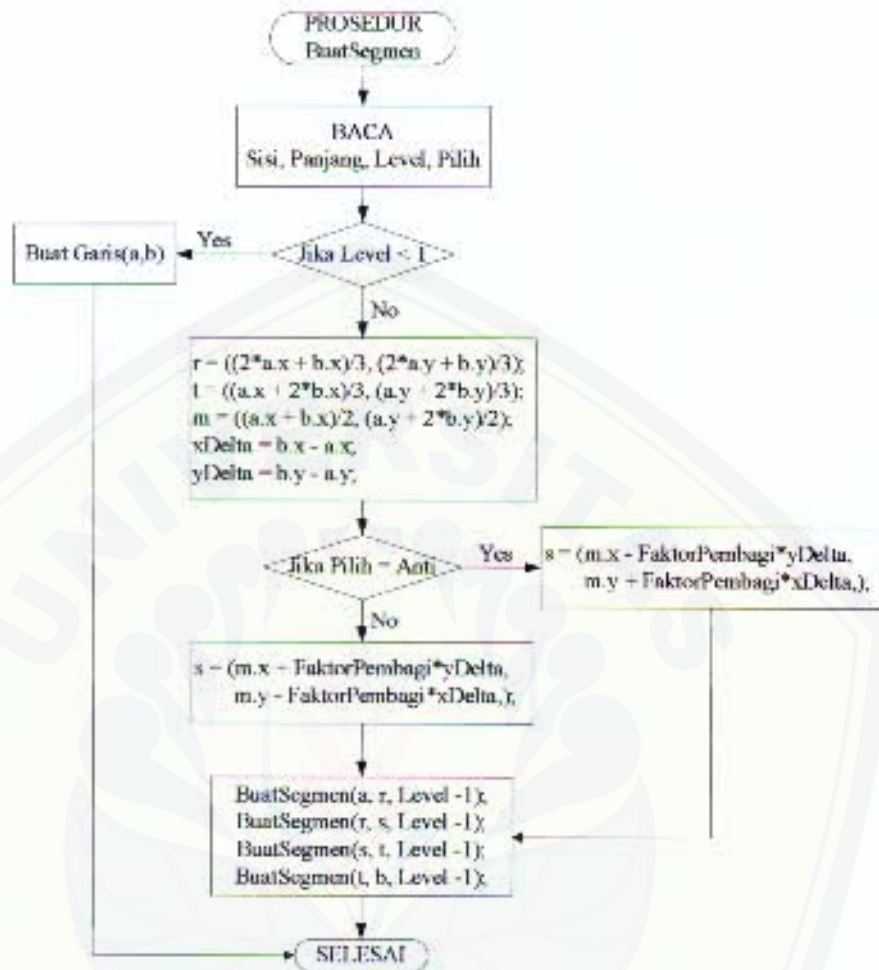 PROSEDUR
BuatSegmen
BACA
Sisi, Panjang, Level, Pilih
Jika Level < 1
Yes
Buat Garis(a,b)
No
r = ((2*a.x + b.x)/3, (2*a.y + b.y)/3);
t = ((a.x + 2*b.x)/3, (a.y + 2*b.y)/3);
m = ((a.x + b.x)/2, (a.y + 2*b.y)/2);
xDelta = b.x - a.x;
yDelta = b.y - a.y;
Jika Pilih = Anti
Yes
s = (m.x - FaktorPembagi*yDelta,
m.y + FaktorPembagi*xDelta,);
No
s = (m.x + FaktorPembagi*yDelta,
m.y - FaktorPembagi*xDelta,);
BuatSegmen(a, r, Level -1);
BuatSegmen(r, s, Level -1);
BuatSegmen(s, t, Level -1);
BuatSegmen(t, b, Level -1);
SELESAI
UNIVERSITAS